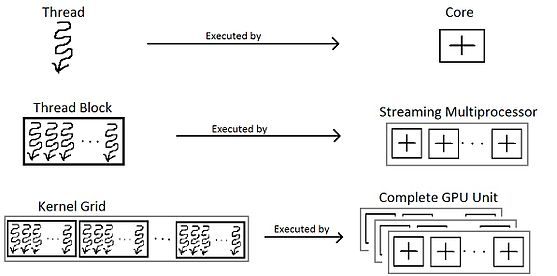 Thread
Executed by
Core
Thread Block
Executed by
Streaming Multiprocessor
Kernel Grid
Executed by
Complete GPU Unit